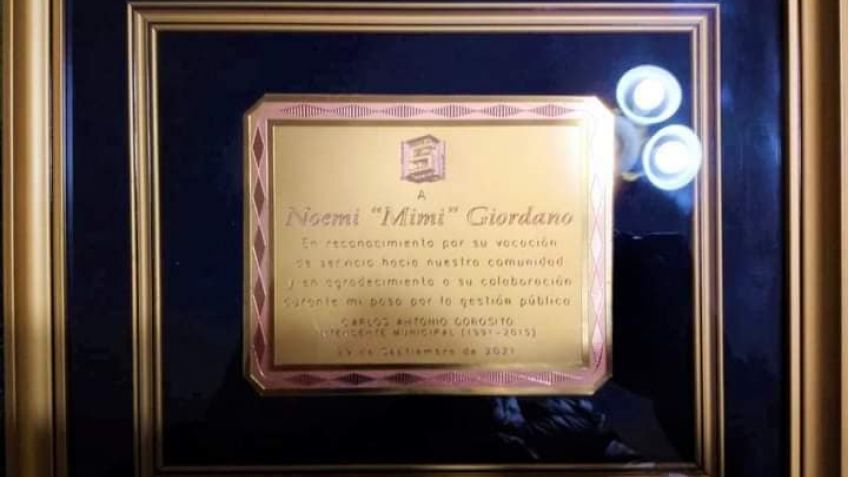 A
Noemi "Mimi" Giordano
En reconocimiento por su vocación
de servicio hacia nuestra comunidad
y en agradecimiento a su colaboración
durante mi paso por la gestión pública
CARLOS ANTONIO GOROSITO
INTENDENTE MUNICIPAL (1991-2015)
de Septiembre de 2021